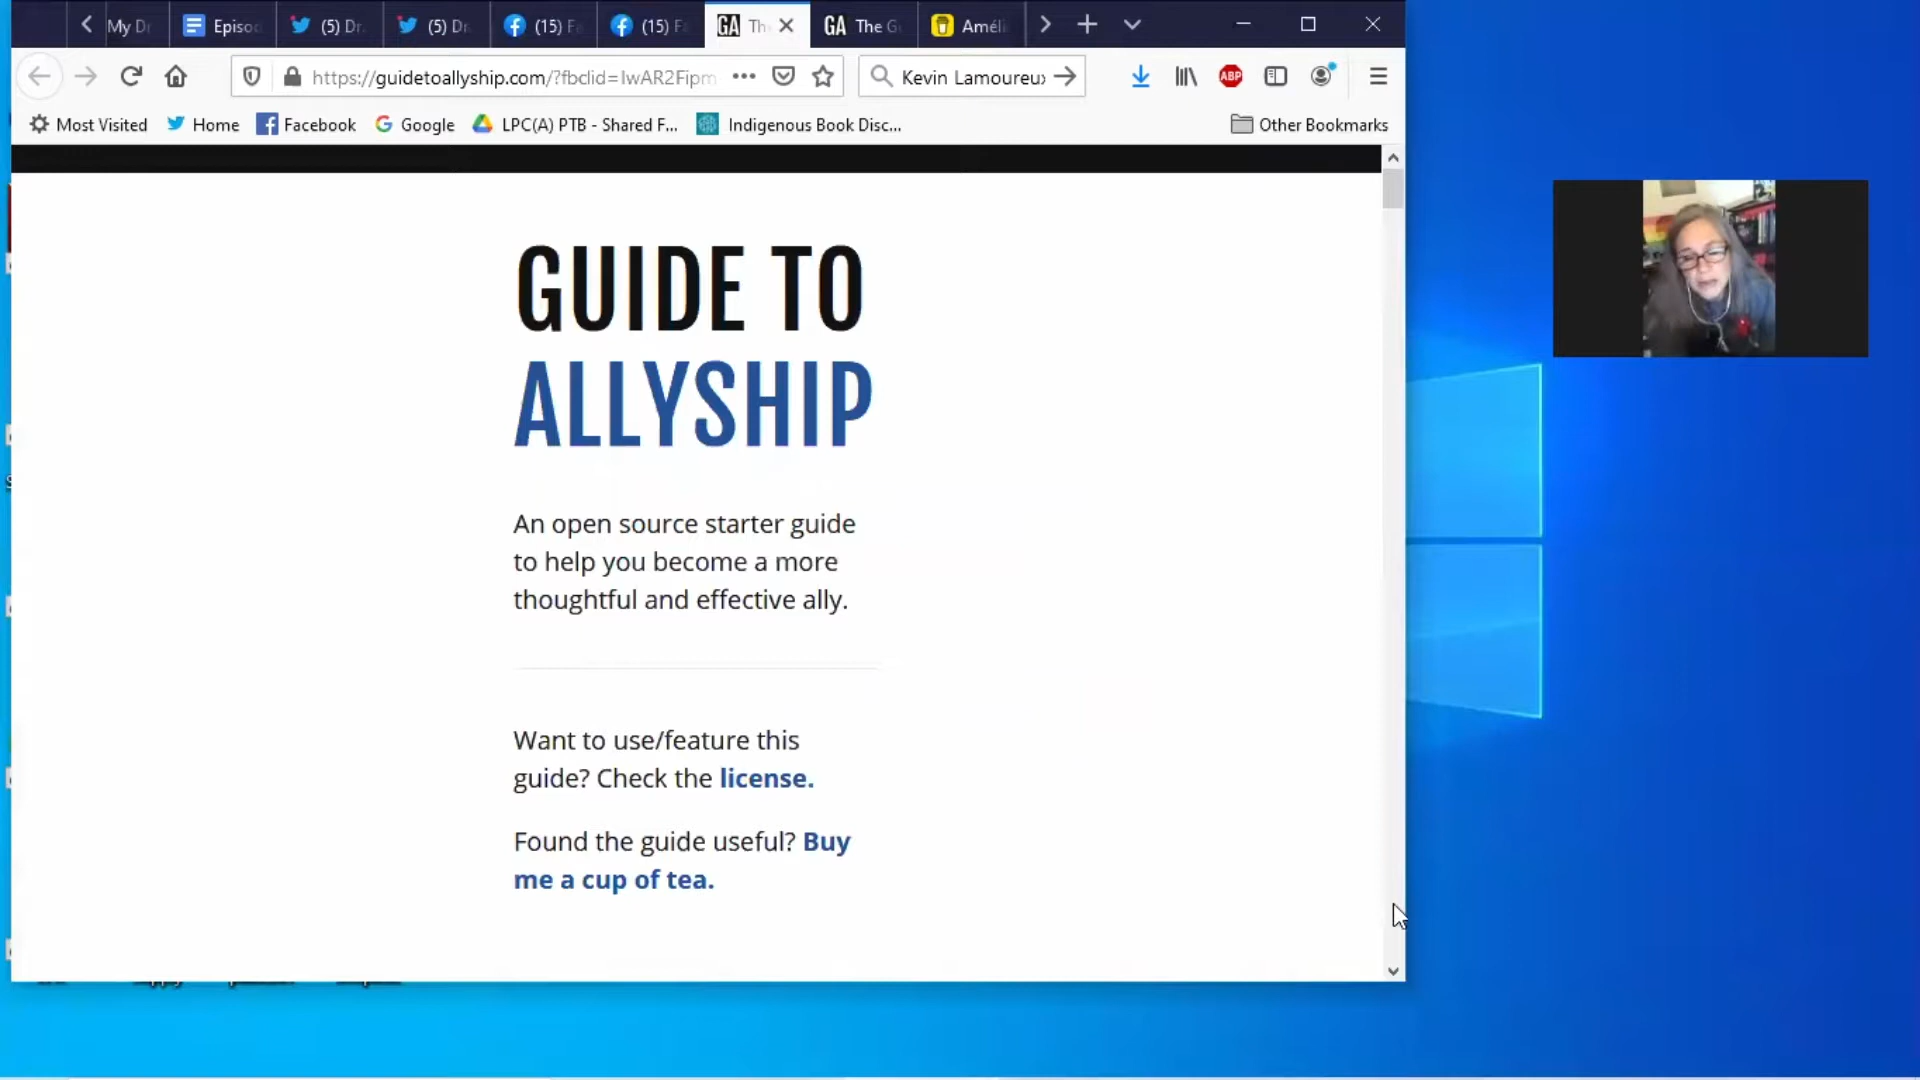 My Dr
Episo
(5) Dr
(5) Dr
(15) Fa
(15) Fa
GA Th
GA The G
Améli
https://guidetoallyship.com/?fbclid=IwAR2Fipm
Kevin Lamoureux
ABP
Most Visited
Home
Facebook
Google
LPC(A) PTB - Shared F...
Indigenous Book Disc...
Other Bookmarks
GUIDE TO
ALLYSHIP
An open source starter guide
to help you become a more
thoughtful and effective ally.
Want to use/feature this
guide? Check the license.
Found the guide useful? Buy
me a cup of tea.